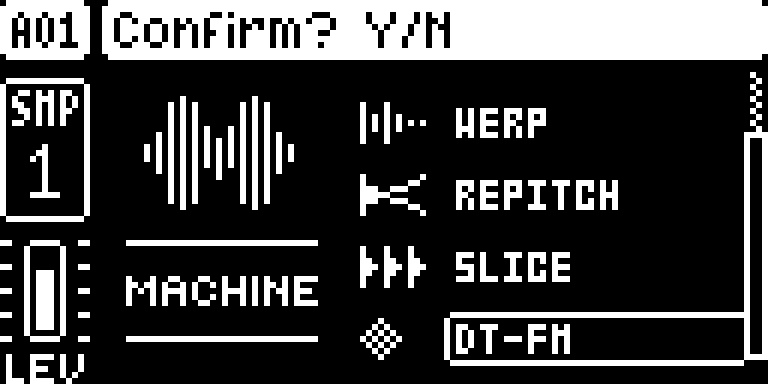 A01 Confirm? Y/N
SMP
1
WERP
REPITCH
SLICE
MACHINE
DT-FM
LEV